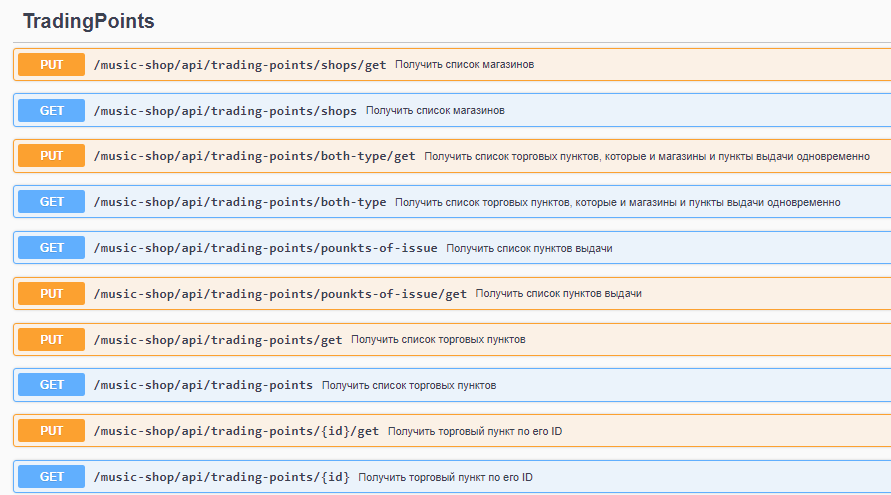 TradingPoints
PUT /music-shop/api/trading-points/shops/get Получить список магазинов
GET /music-shop/api/trading-points/shops Получить список магазинов
PUT /music-shop/api/trading-points/both-type/get Получить список торговых пунктов, которые и магазины и пункты выдачи одновременно
GET /music-shop/api/trading-points/both-type Получить список торговых пунктов, которые и магазины и пункты выдачи одновременно
GET /music-shop/api/trading-points/pounkts-of-issue Получить список пунктов выдачи
PUT /music-shop/api/trading-points/pounkts-of-issue/get Получить список пунктов выдачи
PUT /music-shop/api/trading-points/get Получить список торговых пунктов
GET /music-shop/api/trading-points Получить список торговых пунктов
PUT /music-shop/api/trading-points/{id}/get Получить торговый пункт по его ID
GET /music-shop/api/trading-points/{id} Получить торговый пункт по его ID